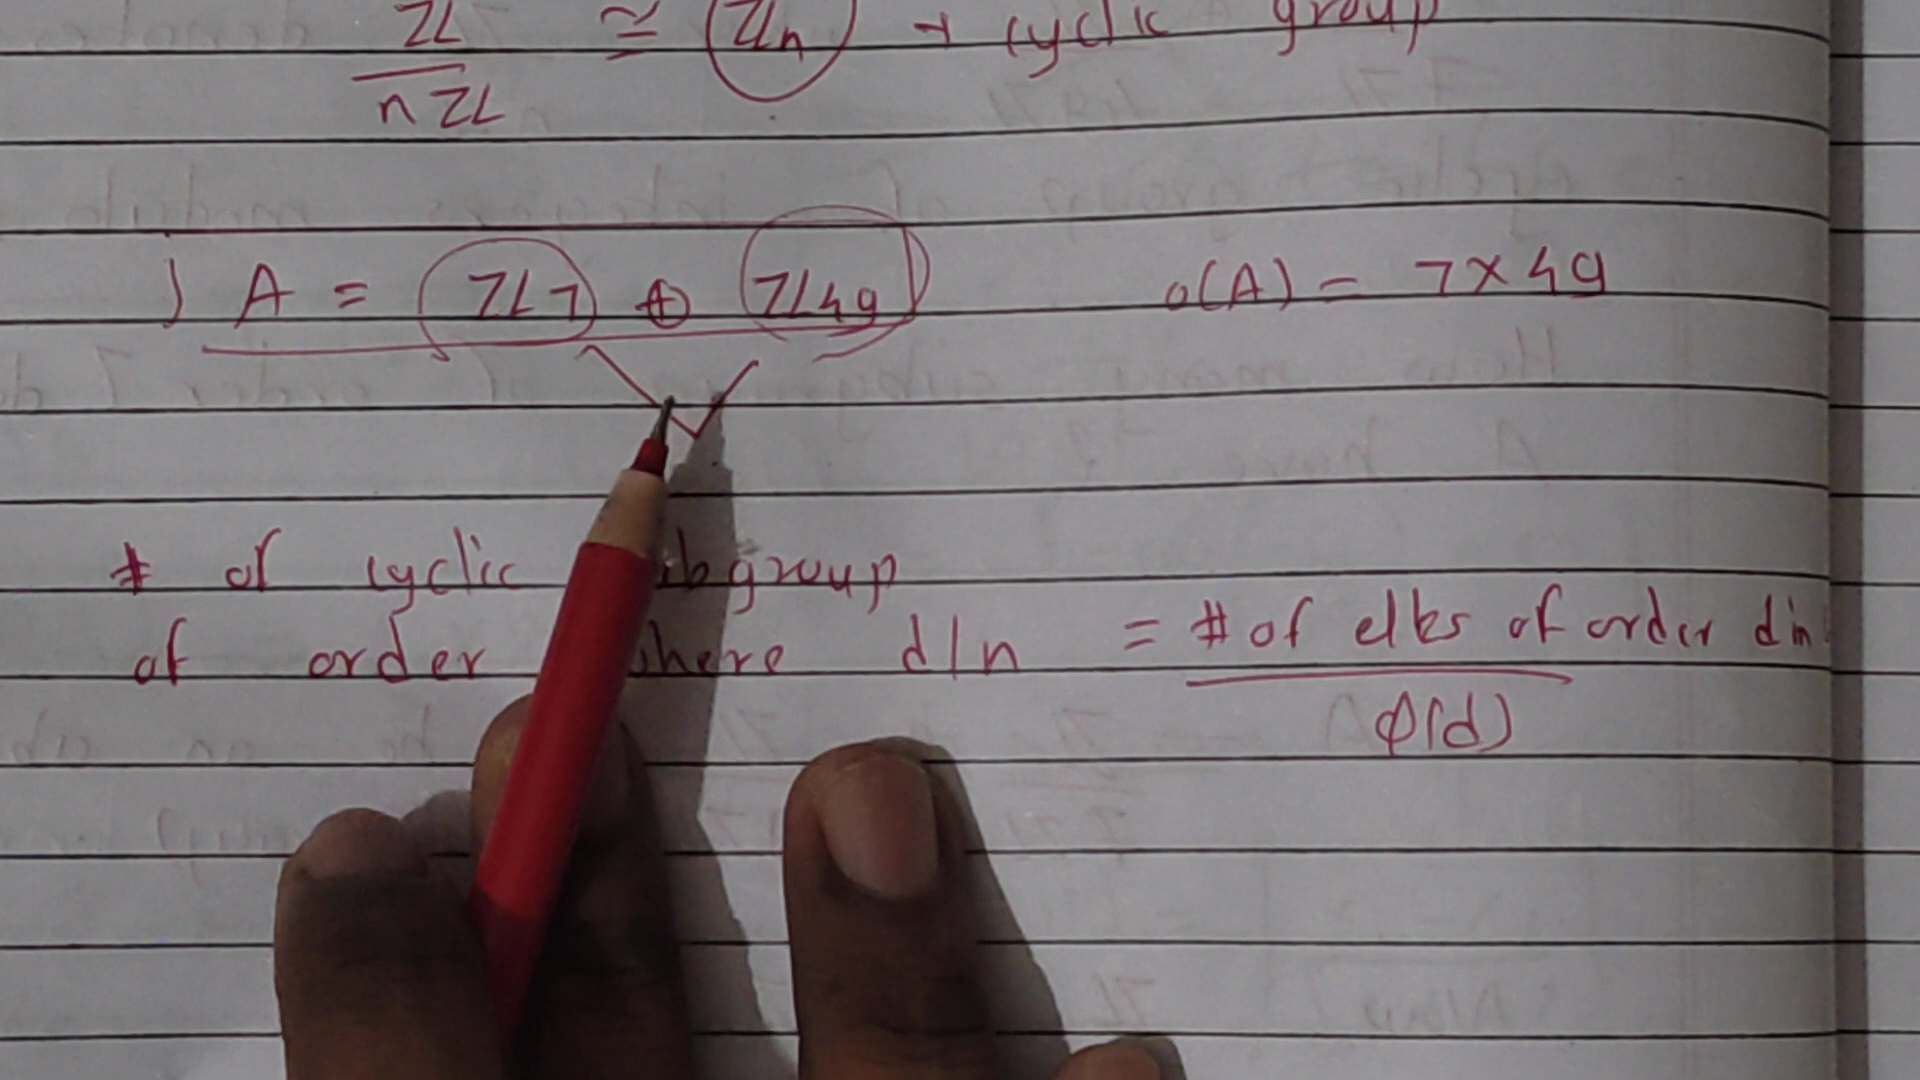 ℤ/nℤ ≅ ℤn → cyclic group
) A = ℤ7 ⊕ ℤ49 o(A) = 7×49
# of cyclic subgroup
of order where d/n = # of elts of order d in
φ(d)